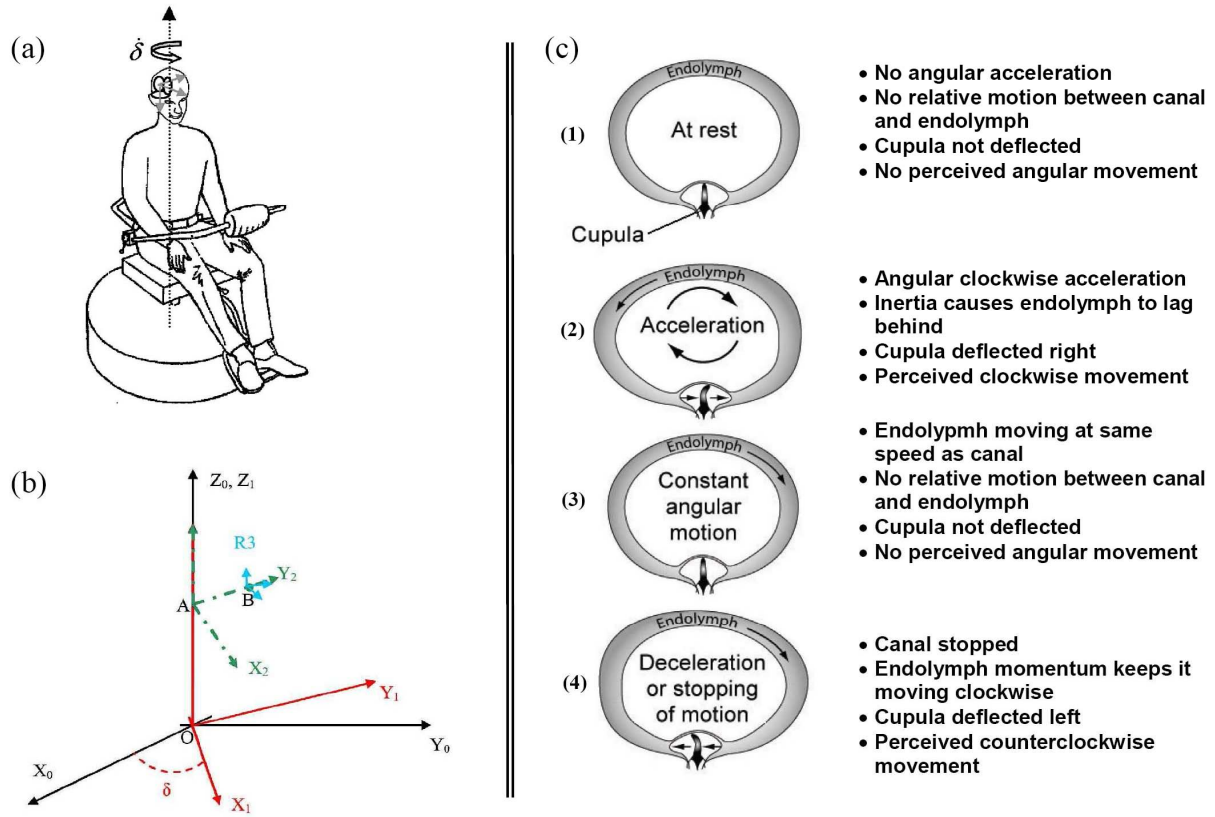 (a)
δ̇
(b)
Z₀, Z₁
R3
Y₂
A
B
X₂
Y₁
O
Y₀
X₀
δ
X₁
(c)
(1)
Endolymph
At rest
Cupula
• No angular acceleration
• No relative motion between canal
and endolymph
• Cupula not deflected
• No perceived angular movement
(2)
Endolymph
Acceleration
• Angular clockwise acceleration
• Inertia causes endolymph to lag
behind
• Cupula deflected right
• Perceived clockwise movement
(3)
Endolymph
Constant
angular
motion
• Endolypmh moving at same
speed as canal
• No relative motion between canal
and endolymph
• Cupula not deflected
• No perceived angular movement
(4)
Endolymph
Deceleration
or stopping
of motion
• Canal stopped
• Endolymph momentum keeps it
moving clockwise
• Cupula deflected left
• Perceived counterclockwise
movement